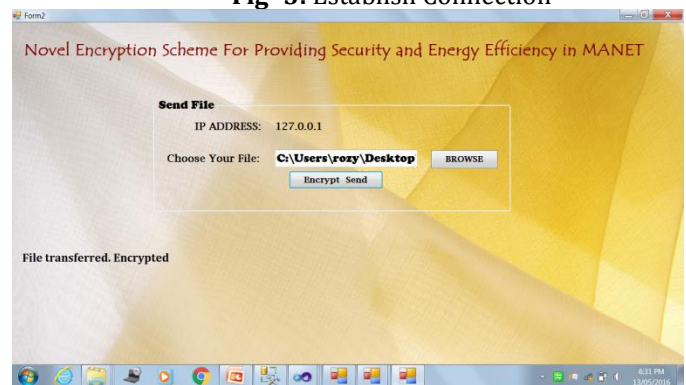 Fig -3: Establish Connection
Form2
Novel Encryption Scheme For Providing Security and Energy Efficiency in MANET
Send File
IP ADDRESS: 127.0.0.1
Choose Your File: C:\Users\rozy\Desktop BROWSE
Encrypt Send
File transferred. Encrypted
6:31 PM
13/05/2016